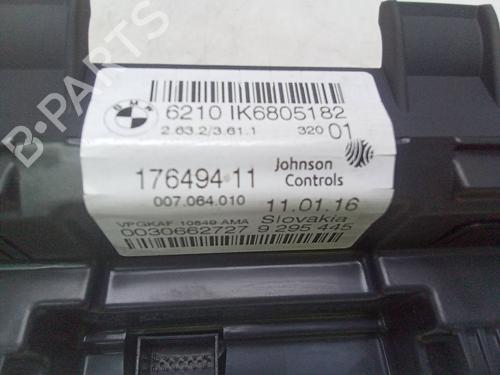 B-PARTS
BMW
6210 IK6805182
2.63.2/3.61.1 320 01
176494-11
Johnson
Controls
007.064.010
11.01.16
VPGKAF-10849-AMA
Slovakia
0030662727 9 295 445